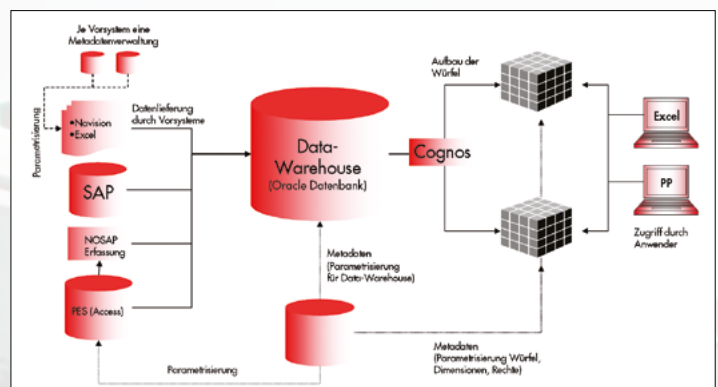 Je Vorsystem eine
Metadatenverwaltung
Parametrisierung
•Navision
•Excel
Datenlieferung
durch Vorsysteme
SAP
NOSAP
Erfassung
PES (Access)
Data-
Warehouse
(Oracle Datenbank)
Cognos
Aufbau der
Würfel
Excel
PP
Zugriff durch
Anwender
Metadaten
(Parametrisierung
für Data-Warehouse)
Metadaten
(Parametrisierung Würfel,
Dimensionen, Rechte)
Parametrisierung